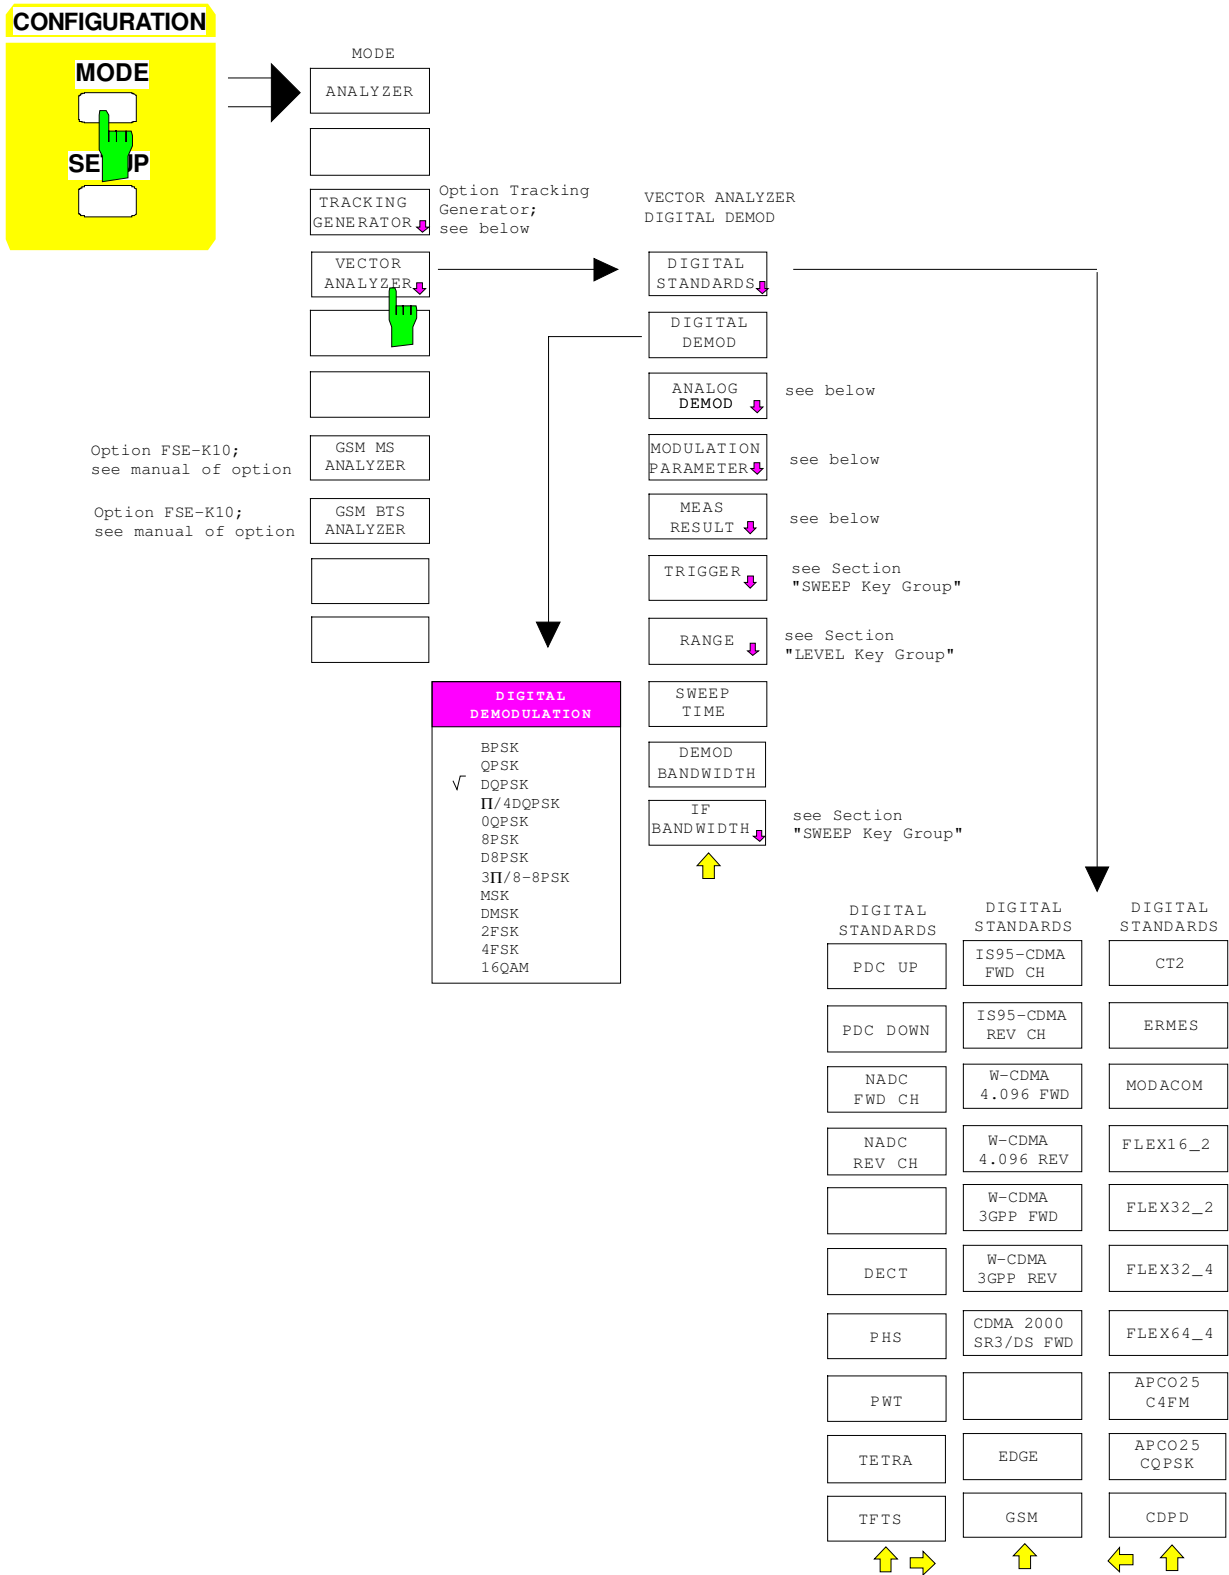 CONFIGURATION
MODE
SETUP
MODE
ANALYZER
TRACKING
GENERATOR
Option Tracking
Generator;
see below
VECTOR
ANALYZER
Option FSE-K10;
see manual of option
GSM MS
ANALYZER
Option FSE-K10;
see manual of option
GSM BTS
ANALYZER
VECTOR ANALYZER
DIGITAL DEMOD
DIGITAL
STANDARDS
DIGITAL
DEMOD
ANALOG
DEMOD
see below
MODULATION
PARAMETER
see below
MEAS
RESULT
see below
TRIGGER
see Section
"SWEEP Key Group"
RANGE
see Section
"LEVEL Key Group"
SWEEP
TIME
DEMOD
BANDWIDTH
IF
BANDWIDTH
see Section
"SWEEP Key Group"
DIGITAL
DEMODULATION
BPSK
QPSK
√ DQPSK
Π/4DQPSK
0QPSK
8PSK
D8PSK
3Π/8-8PSK
MSK
DMSK
2FSK
4FSK
16QAM
DIGITAL
STANDARDS
PDC UP
PDC DOWN
NADC
FWD CH
NADC
REV CH
DECT
PHS
PWT
TETRA
TFTS
DIGITAL
STANDARDS
IS95-CDMA
FWD CH
IS95-CDMA
REV CH
W-CDMA
4.096 FWD
W-CDMA
4.096 REV
W-CDMA
3GPP FWD
W-CDMA
3GPP REV
CDMA 2000
SR3/DS FWD
EDGE
GSM
DIGITAL
STANDARDS
CT2
ERMES
MODACOM
FLEX16_2
FLEX32_2
FLEX32_4
FLEX64_4
APCO25
C4FM
APCO25
CQPSK
CDPD